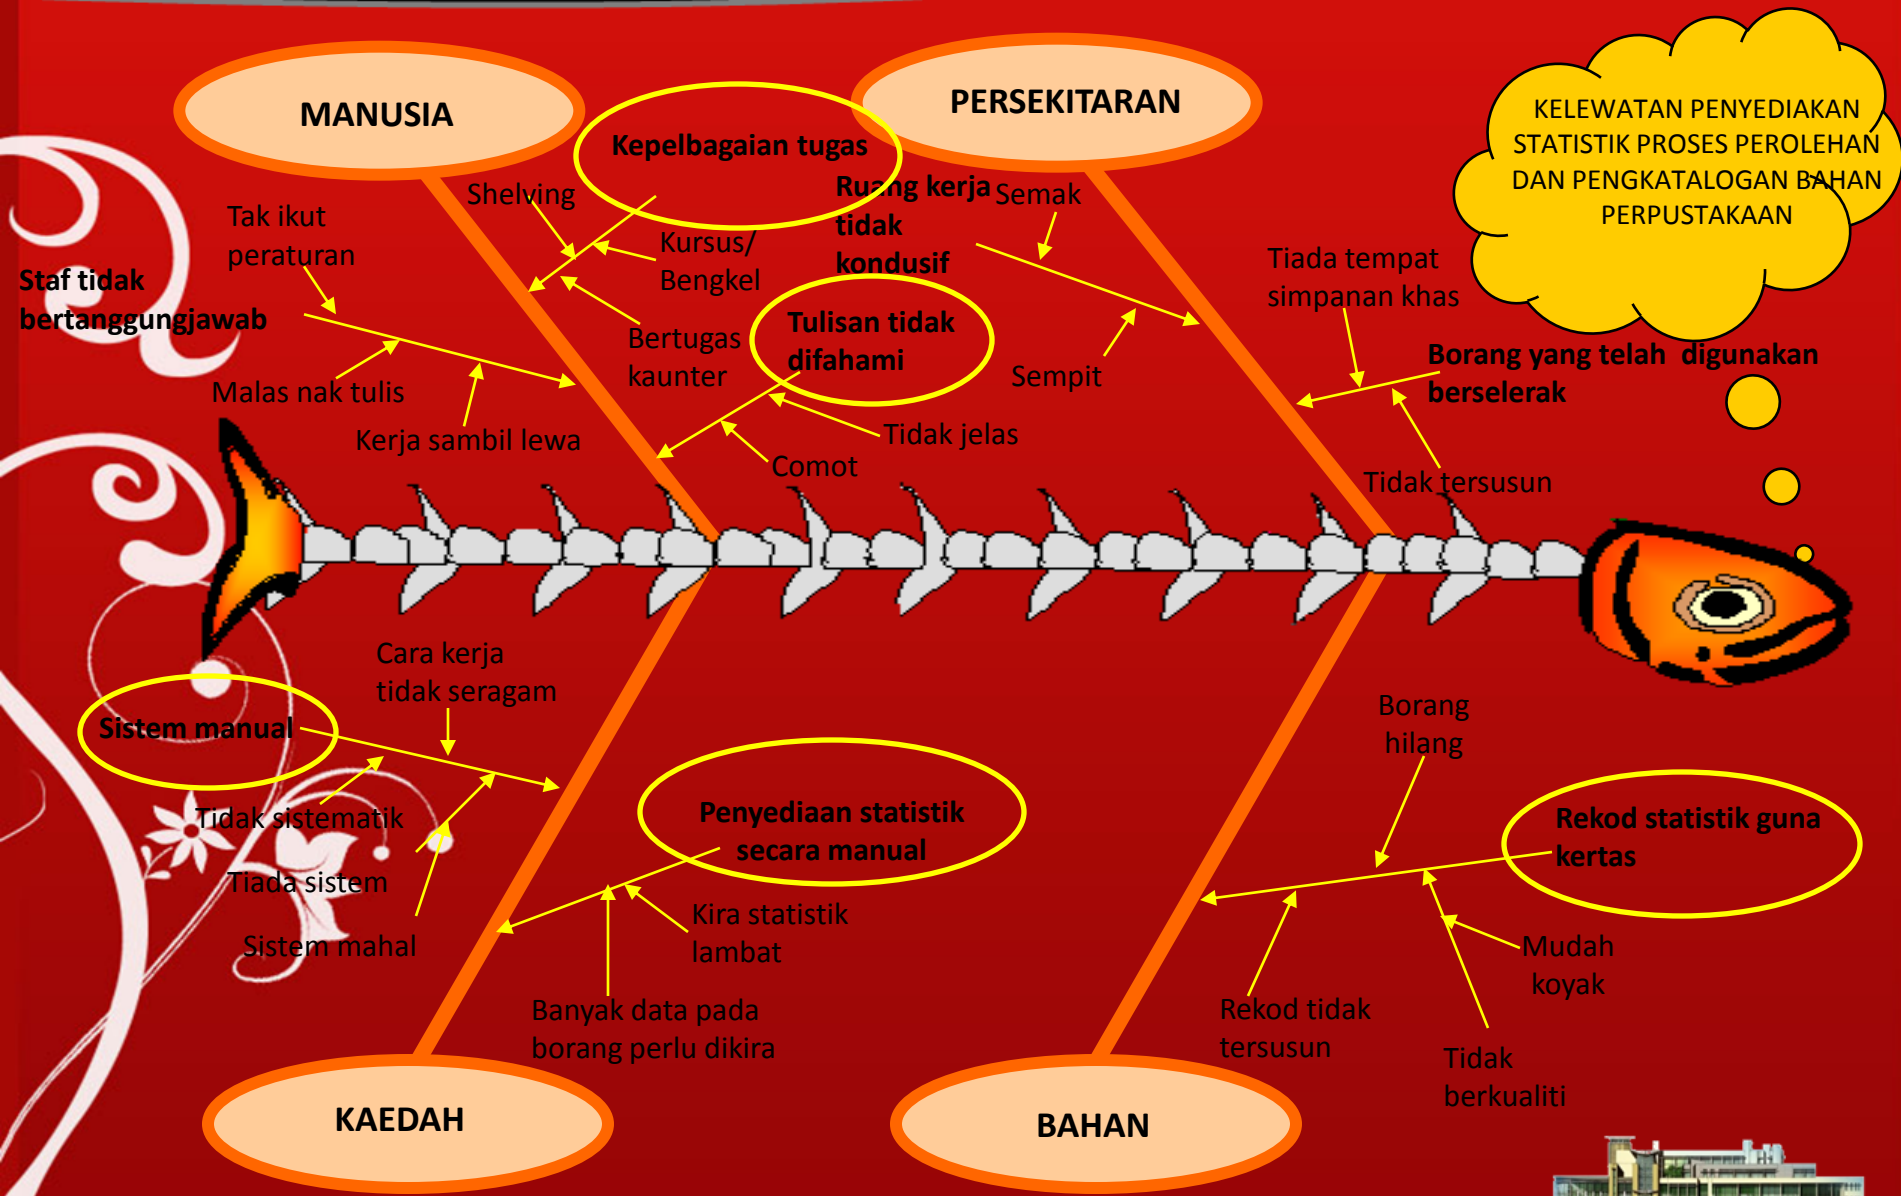 MANUSIA
PERSEKITARAN
KELEWATAN PENYEDIAKAN
STATISTIK PROSES PEROLEHAN
DAN PENGKATALOGAN BAHAN
PERPUSTAKAAN
Kepelbagaian tugas
Shelving
Kursus/
Bengkel
Bertugas
kaunter
Tak ikut
peraturan
Staf tidak
bertanggungjawab
Malas nak tulis
Kerja sambil lewa
Tulisan tidak
difahami
Tidak jelas
Comot
Ruang kerja
tidak
kondusif
Semak
Sempit
Tiada tempat
simpanan khas
Borang yang telah digunakan
berselerak
Tidak tersusun
Cara kerja
tidak seragam
Sistem manual
Tidak sistematik
Tiada sistem
Sistem mahal
Penyediaan statistik
secara manual
Kira statistik
lambat
Banyak data pada
borang perlu dikira
Borang
hilang
Rekod statistik guna
kertas
Mudah
koyak
Rekod tidak
tersusun
Tidak
berkualiti
KAEDAH
BAHAN